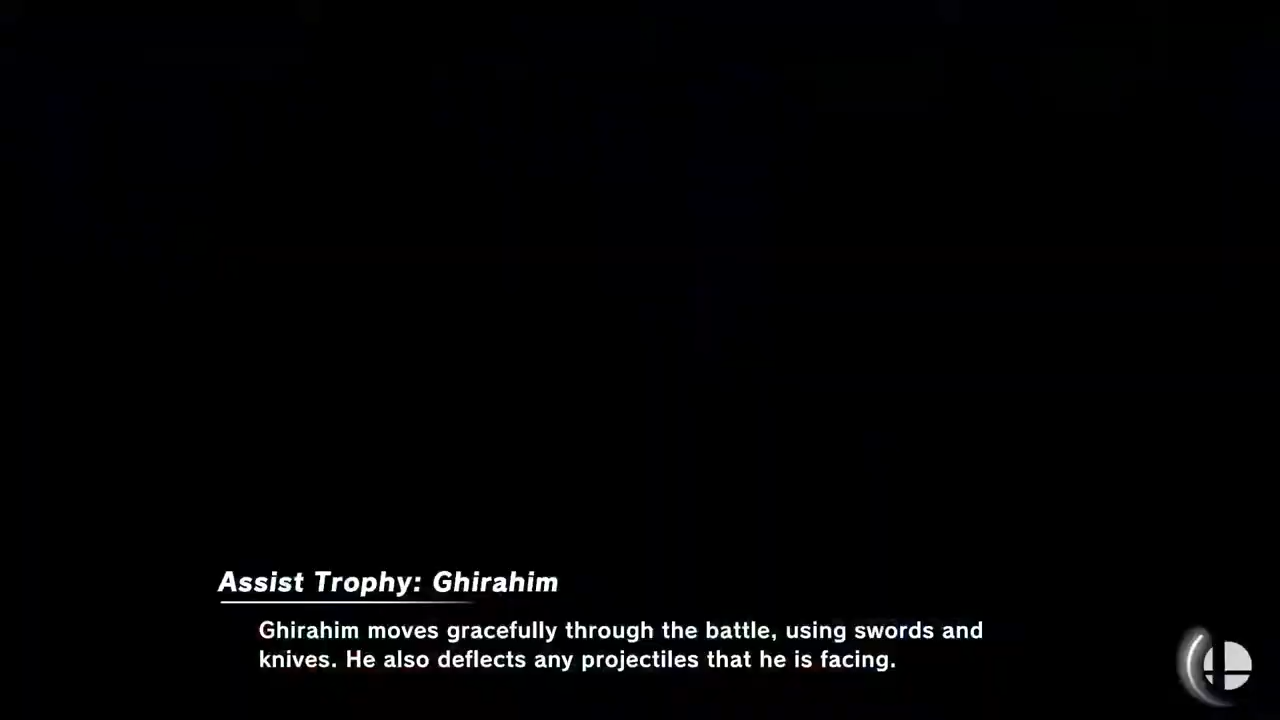 Assist Trophy: Ghirahim
Ghirahim moves gracefully through the battle, using swords and
knives. He also deflects any projectiles that he is facing.